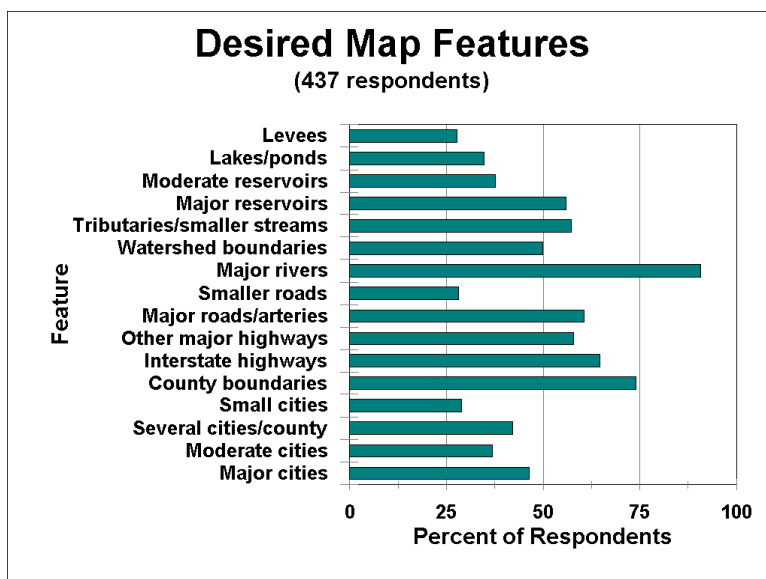 Desired Map Features
(437 respondents)
Feature
Levees
Lakes/ponds
Moderate reservoirs
Major reservoirs
Tributaries/smaller streams
Watershed boundaries
Major rivers
Smaller roads
Major roads/arteries
Other major highways
Interstate highways
County boundaries
Small cities
Several cities/county
Moderate cities
Major cities
0 25 50 75 100
Percent of Respondents